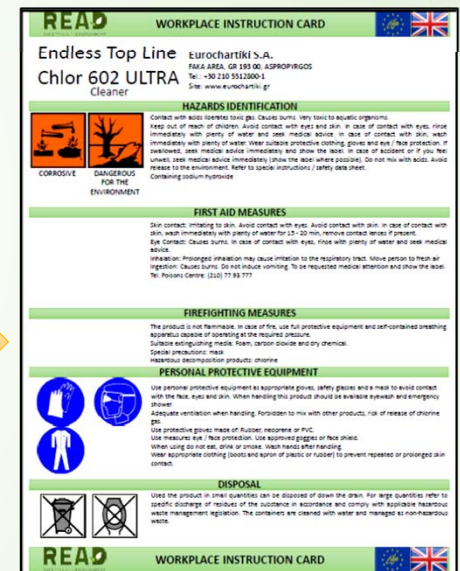 READ
WORKPLACE INSTRUCTION CARD
Endless Top Line
Chlor 602 ULTRA
Cleaner
Eurochartiki S.A.
FAKA AREA, GR 193 00, ASPROPYRGOS
Tel.: +30 210 5512800-1
Site: www.eurochartiki.gr
HAZARDS IDENTIFICATION
Contact with acids liberates toxic gas. Causes burns. Very toxic to aquatic organisms.
Keep out of reach of children. Avoid contact with eyes and skin. In case of contact with eyes, rinse
immediately with plenty of water and seek medical advice. In case of contact with skin, wash
immediately with plenty of water. Wear suitable protective clothing, gloves and eye / face protection. If
swallowed, seek medical advice immediately and show the label. In case of accident or if you feel
unwell, seek medical advice immediately (show the label where possible). Do not mix with acids. Avoid
release to the environment. Refer to special instructions / safety data sheet.
Containing sodium hydroxide
CORROSIVE
DANGEROUS
FOR THE
ENVIRONMENT
FIRST AID MEASURES
Skin contact: Irritating to skin. Avoid contact with eyes. Avoid contact with skin. In case of contact with
skin, wash immediately with plenty of water for 15 - 20 min, remove contact lenses if present.
Eye Contact: Causes burns. In case of contact with eyes, rinse with plenty of water and seek medical
advice.
Inhalation: Prolonged inhalation may cause irritation to the respiratory tract. Move person to fresh air
Ingestion: Causes burns. Do not induce vomiting. To be requested medical attention and show the label.
Tel. Poisons Centre: (210) 77.93.777
FIREFIGHTING MEASURES
The product is not flammable. In case of fire, use full protective equipment and self-contained breathing
apparatus capable of operating at the required pressure.
Suitable extinguishing media: Foam, carbon dioxide and dry chemical.
Special precautions: mask
Hazardous decomposition products: chlorine
PERSONAL PROTECTIVE EQUIPMENT
Use personal protective equipment as appropriate gloves, safety glasses and a mask to avoid contact
with the face, eyes and skin. When handling this product should be available eyewash and emergency
shower.
Adequate ventilation when handling. Forbidden to mix with other products, risk of release of chlorine
gas.
Use protective gloves made of: Rubber, neoprene or PVC.
Use measures eye / face protection. Use approved goggles or face shield.
When using do not eat, drink or smoke. Wash hands after handling.
Wear appropriate clothing (boots and apron of plastic or rubber) to prevent repeated or prolonged skin
contact.
DISPOSAL
Used the product in small quantities can be disposed of down the drain. For large quantities refer to
specific discharge of residues of the substance in accordance and comply with applicable hazardous
waste management legislation. The containers are cleaned with water and managed as non-hazardous
waste.
READ
WORKPLACE INSTRUCTION CARD